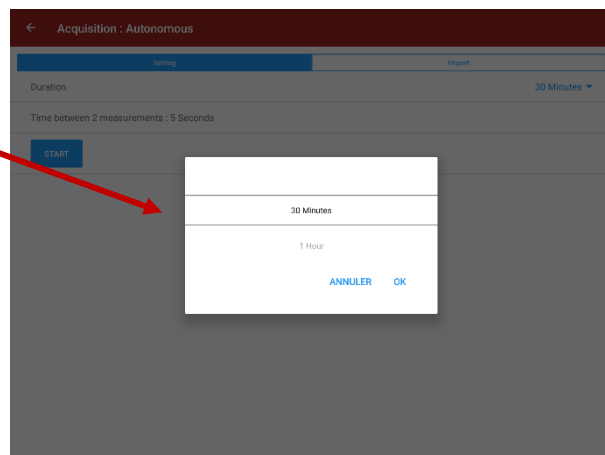 ← Acquisition : Autonomous
Setting Import
Duration 30 Minutes
Time between 2 measurements : 5 Seconds
START
30 Minutes
1 Hour
ANNULER OK